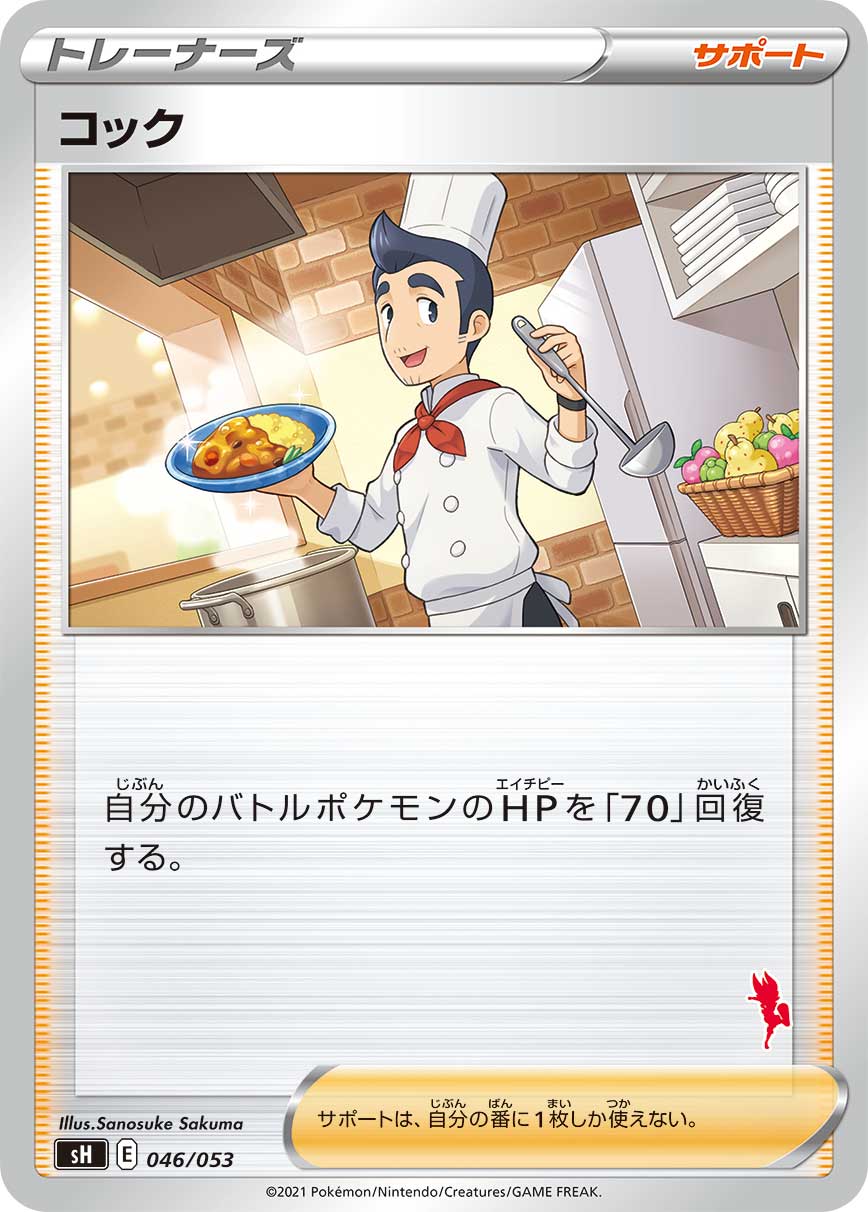 トレーナーズ
サポート
コック
じぶん エイチピー かいふく
自分のバトルポケモンのHPを「70」回復
する。
Illus.Sanosuke Sakuma
じぶん ばん まい つか
サポートは、自分の番に1枚しか使えない。
sH E 046/053
©2021 Pokémon/Nintendo/Creatures/GAME FREAK.